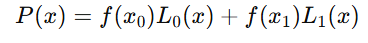 P(x) = f(x₀)L₀(x) + f(x₁)L₁(x)